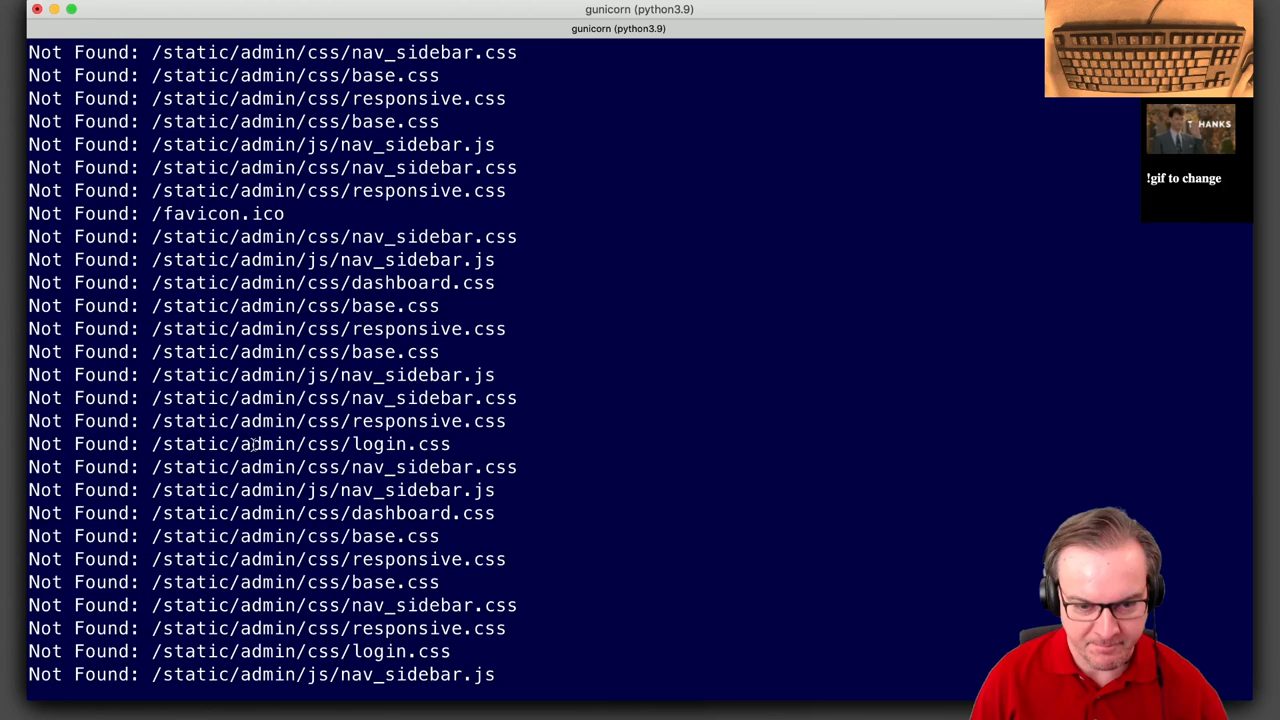 gunicorn (python3.9)
gunicorn (python3.9)
Not Found: /static/admin/css/nav_sidebar.css
Not Found: /static/admin/css/base.css
Not Found: /static/admin/css/responsive.css
Not Found: /static/admin/css/base.css
Not Found: /static/admin/js/nav_sidebar.js
Not Found: /static/admin/css/nav_sidebar.css
Not Found: /static/admin/css/responsive.css
Not Found: /favicon.ico
Not Found: /static/admin/css/nav_sidebar.css
Not Found: /static/admin/js/nav_sidebar.js
Not Found: /static/admin/css/dashboard.css
Not Found: /static/admin/css/base.css
Not Found: /static/admin/css/responsive.css
Not Found: /static/admin/css/base.css
Not Found: /static/admin/js/nav_sidebar.js
Not Found: /static/admin/css/nav_sidebar.css
Not Found: /static/admin/css/responsive.css
Not Found: /static/admin/css/login.css
Not Found: /static/admin/css/nav_sidebar.css
Not Found: /static/admin/js/nav_sidebar.js
Not Found: /static/admin/css/dashboard.css
Not Found: /static/admin/css/base.css
Not Found: /static/admin/css/responsive.css
Not Found: /static/admin/css/base.css
Not Found: /static/admin/css/nav_sidebar.css
Not Found: /static/admin/css/responsive.css
Not Found: /static/admin/css/login.css
Not Found: /static/admin/js/nav_sidebar.js
THANKS
!gif to change